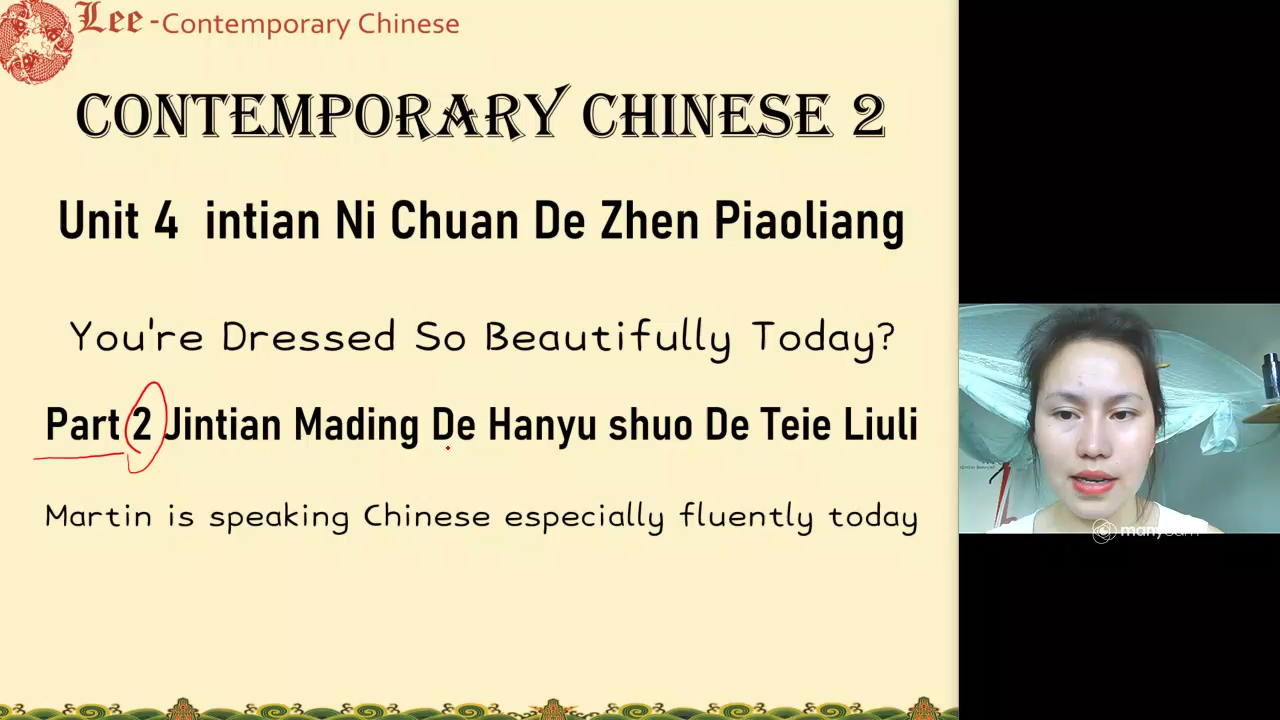 Lee -Contemporary Chinese
CONTEMPORARY CHINESE 2
Unit 4 intian Ni Chuan De Zhen Piaoliang
You're Dressed So Beautifully Today?
Part 2 Jintian Mading De Hanyu shuo De Teie Liuli
Martin is speaking Chinese especially fluently today
manycam